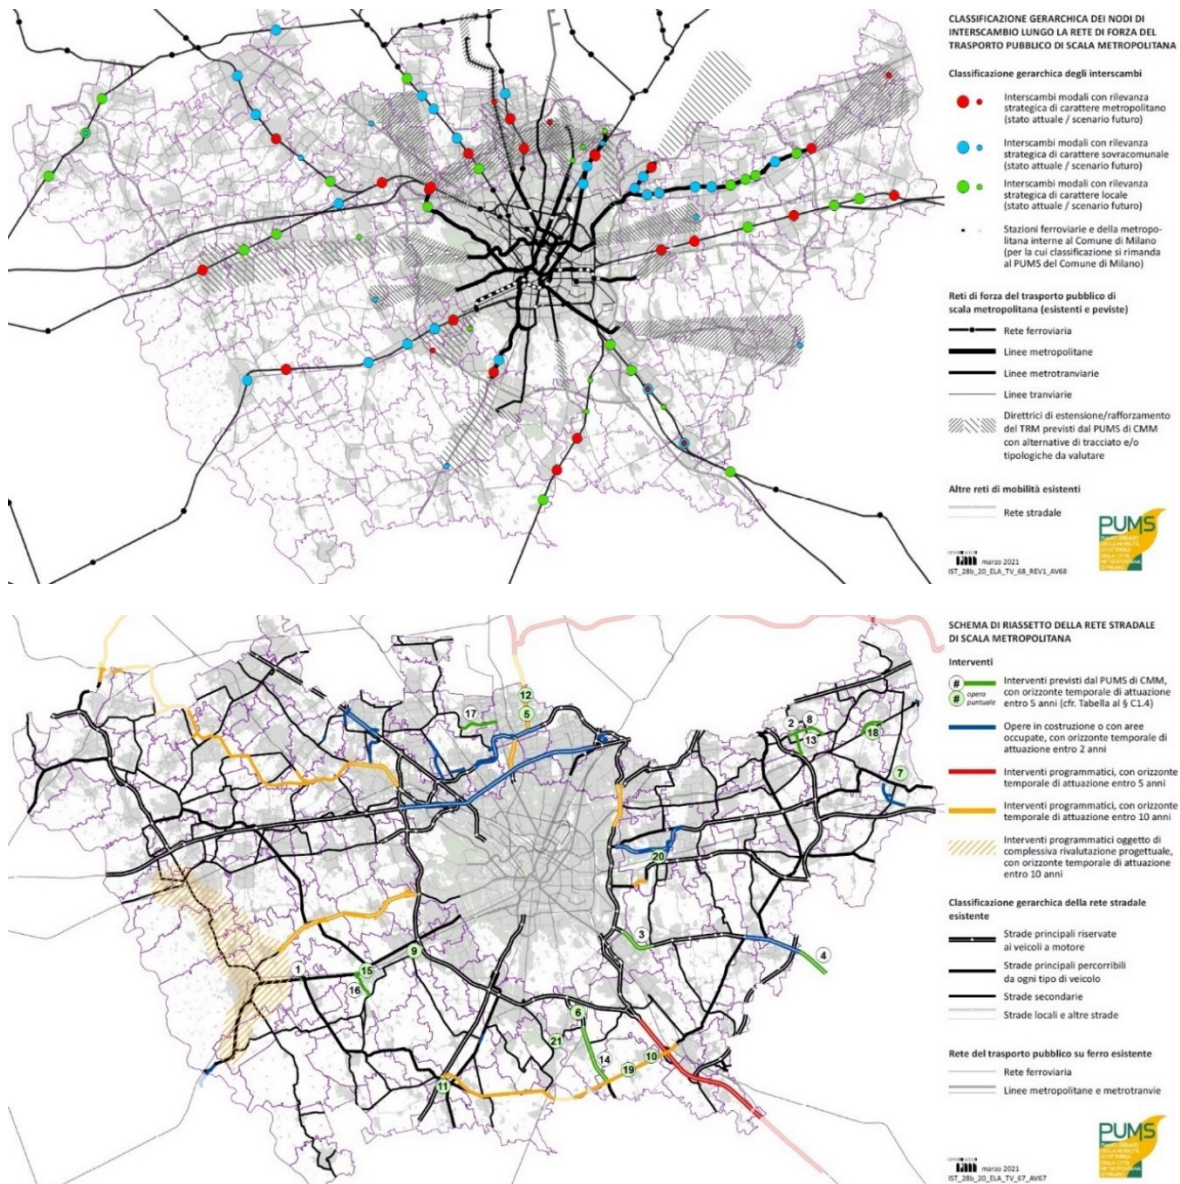 CLASSIFICAZIONE GERARCHICA DEI NODI DI
INTERSCAMBIO LUNGO LA RETE DI FORZA DEL
TRASPORTO PUBBLICO DI SCALA METROPOLITANA
Classificazione gerarchica degli interscambi
Interscambi modali con rilevanza
strategica di carattere metropolitano
(stato attuale / scenario futuro)
Interscambi modali con rilevanza
strategica di carattere sovracomunale
(stato attuale / scenario futuro)
Interscambi modali con rilevanza
strategica di carattere locale
(stato attuale / scenario futuro)
Stazioni ferroviarie e della metropo-
litana interne al Comune di Milano
(per la cui classificazione si rimanda
al PUMS del Comune di Milano)
Reti di forza del trasporto pubblico di
scala metropolitana (esistenti e peviste)
Rete ferroviaria
Linee metropolitane
Linee metrotranviarie
Linee tranviarie
Direttrici di estensione/rafforzamento
del TRM previsti dal PUMS di CMM
con alternative di tracciato e/o
tipologiche da valutare
Altre reti di mobilità esistenti
Rete stradale
PUMS
marzo 2021
IST_28b_20_ELA_TV_68_REV1_AV68
SCHEMA DI RIASSETTO DELLA RETE STRADALE
DI SCALA METROPOLITANA
Interventi
# Interventi previsti dal PUMS di CMM,
# opera puntuale con orizzonte temporale di attuazione
entro 5 anni (cfr. Tabella al § C1.4)
Opere in costruzione o con aree
occupate, con orizzonte temporale di
attuazione entro 2 anni
Interventi programmatici, con orizzonte
temporale di attuazione entro 5 anni
Interventi programmatici, con orizzonte
temporale di attuazione entro 10 anni
Interventi programmatici oggetto di
complessiva rivalutazione progettuale,
con orizzonte temporale di attuazione
entro 10 anni
Classificazione gerarchica della rete stradale
esistente
Strade principali riservate
ai veicoli a motore
Strade principali percorribili
da ogni tipo di veicolo
Strade secondarie
Strade locali e altre strade
Rete del trasporto pubblico su ferro esistente
Rete ferroviaria
Linee metropolitane e metrotranvie
PUMS
marzo 2021
IST_28b_20_ELA_TV_67_AV67
12
17
5
2
8
13
18
7
20
3
4
9
1
15
16
6
21
14
10
19
11